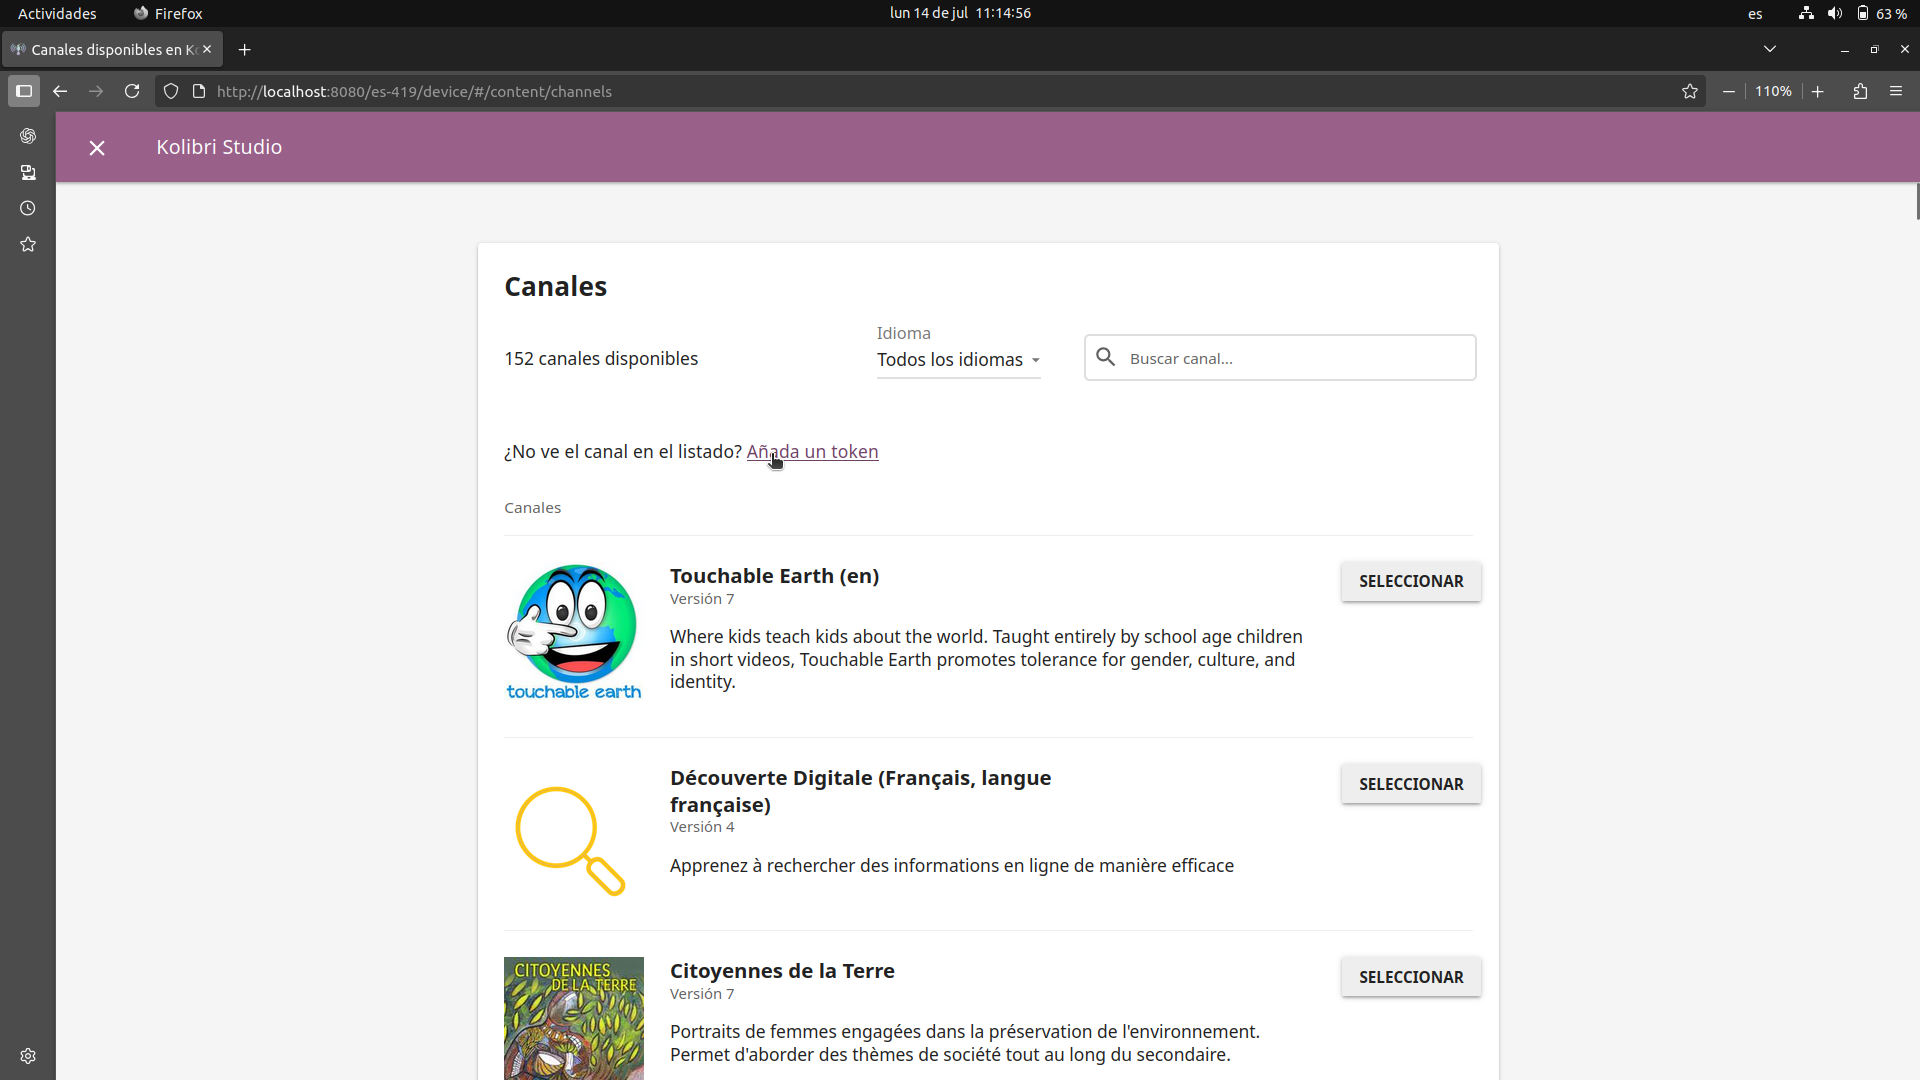 Actividades Firefox lun 14 de jul 11:14:56 es 63 %
Canales disponibles en Ko
http://localhost:8080/es-419/device/#/content/channels 110%
Kolibri Studio
Canales
152 canales disponibles
Idioma
Todos los idiomas
Buscar canal...
¿No ve el canal en el listado? Añada un token
Canales
touchable earth
Touchable Earth (en)
Versión 7
Where kids teach kids about the world. Taught entirely by school age children
in short videos, Touchable Earth promotes tolerance for gender, culture, and
identity.
SELECCIONAR
Découverte Digitale (Français, langue
française)
Versión 4
Apprenez à rechercher des informations en ligne de manière efficace
SELECCIONAR
CITOYENNES
DE LA TERRE
Citoyennes de la Terre
Versión 7
Portraits de femmes engagées dans la préservation de l'environnement.
Permet d'aborder des thèmes de société tout au long du secondaire.
SELECCIONAR